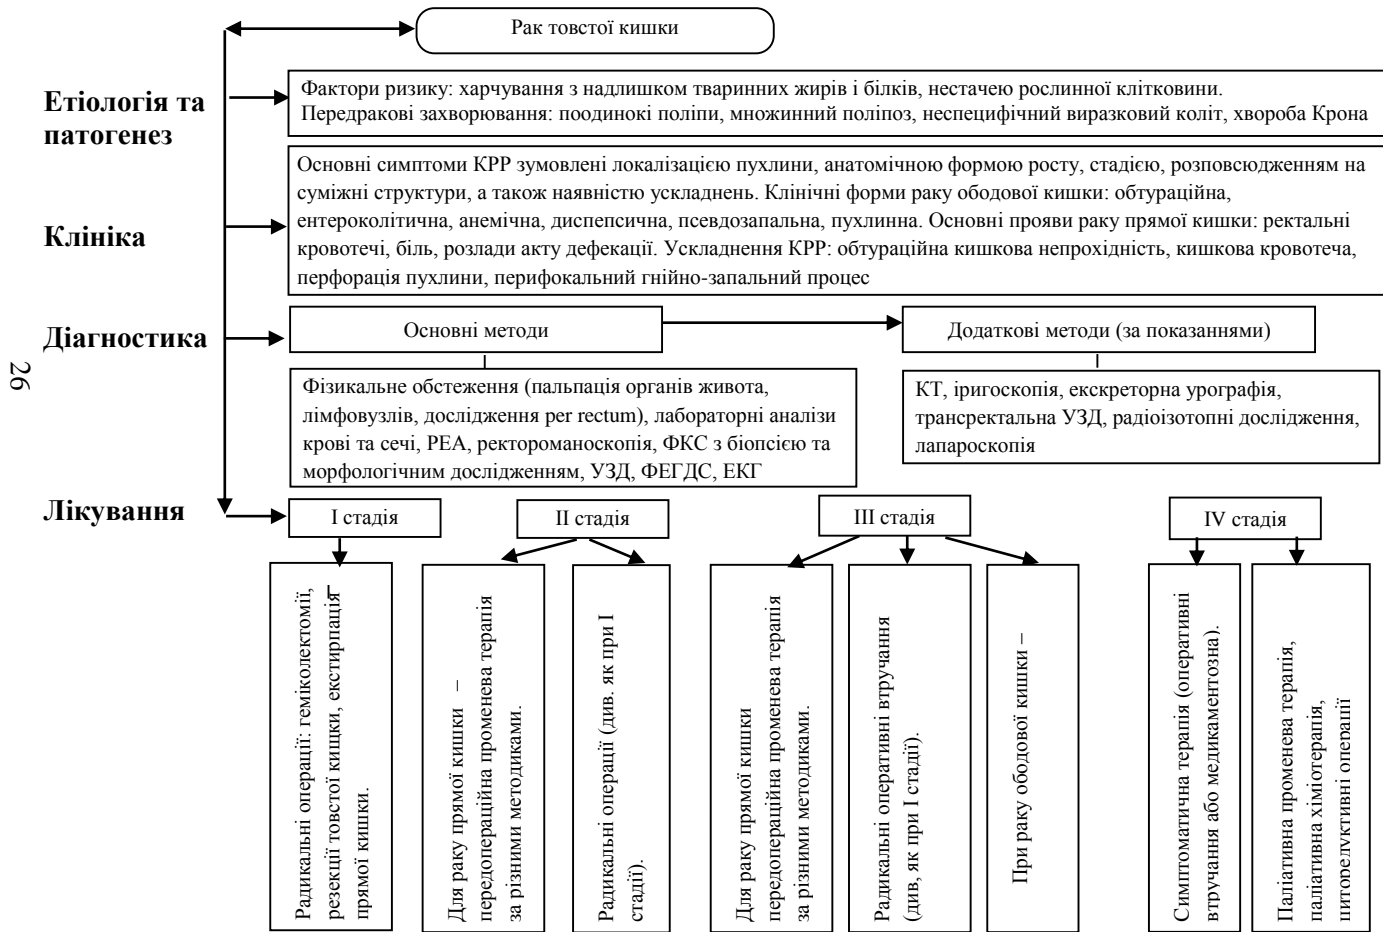 Рак товстої кишки
Етіологія та
патогенез
Фактори ризику: харчування з надлишком тваринних жирів і білків, нестачею рослинної клітковини.
Передракові захворювання: поодинокі поліпи, множинний поліпоз, неспецифічний виразковий коліт, хвороба Крона
Клініка
Основні симптоми КРР зумовлені локалізацією пухлини, анатомічною формою росту, стадією, розповсюдженням на
суміжні структури, а також наявністю ускладнень. Клінічні форми раку ободової кишки: обтураційна,
ентероколітична, анемічна, диспепсична, псевдозапальна, пухлинна. Основні прояви раку прямої кишки: ректальні
кровотечі, біль, розлади акту дефекації. Ускладнення КРР: обтураційна кишкова непрохідність, кишкова кровотеча,
перфорація пухлини, перифокальний гнійно-запальний процес
Діагностика
Основні методи
Додаткові методи (за показаннями)
Фізикальне обстеження (пальпація органів живота,
лімфовузлів, дослідження per rectum), лабораторні аналізи
крові та сечі, РЕА, ректороманоскопія, ФКС з біопсією та
морфологічним дослідженням, УЗД, ФЕГДС, ЕКГ
КТ, іригоскопія, екскреторна урографія,
трансректальна УЗД, радіоізотопні дослідження,
лапароскопія
26
Лікування
I стадія
II стадія
III стадія
IV стадія
Радикальні операції: геміколектомії,
резекції товстої кищки, екстирпація
прямої кишки.
Для раку прямої кишки –
передопераційна променева терапія
за різними методиками.
Радикальні операції (див. як при I
стадії).
Для раку прямої кишки
передопераційна променева терапія
за різними методиками.
Радикальні оперативні втручання
(див, як при I стадії).
При раку ободової кишки –
Симптоматична терапія (оперативні
втручання або медикаментозна).
Паліативна променева терапія,
паліативна хіміотерапія,
циторедуктивні операції